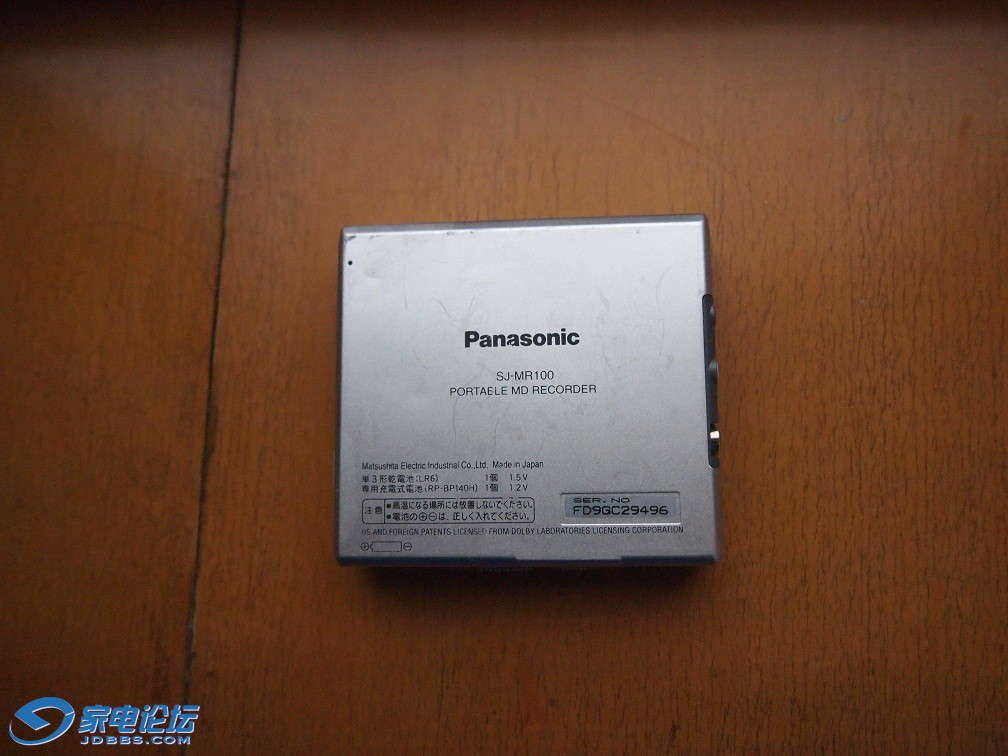 Panasonic
SJ-MR100
PORTAELE MD RECORDER
Matsushita Electric Industrial Co.,Ltd. Made in Japan
単3形乾電池(LR6) 1個 1.5V
専用充電式電池(RP-BP140H) 1個 1.2V
注意
●高温になる場所には放置しないでください。
●電池の⊕⊖は、正しく入れてください。
SER. NO
FD9GC29496
US AND FOREIGN PATENTS LICENSED FROM DOLBY LABORATORIES LICENSING CORPORATION
⊕ ⊖
家电论坛
JDBBS.COM